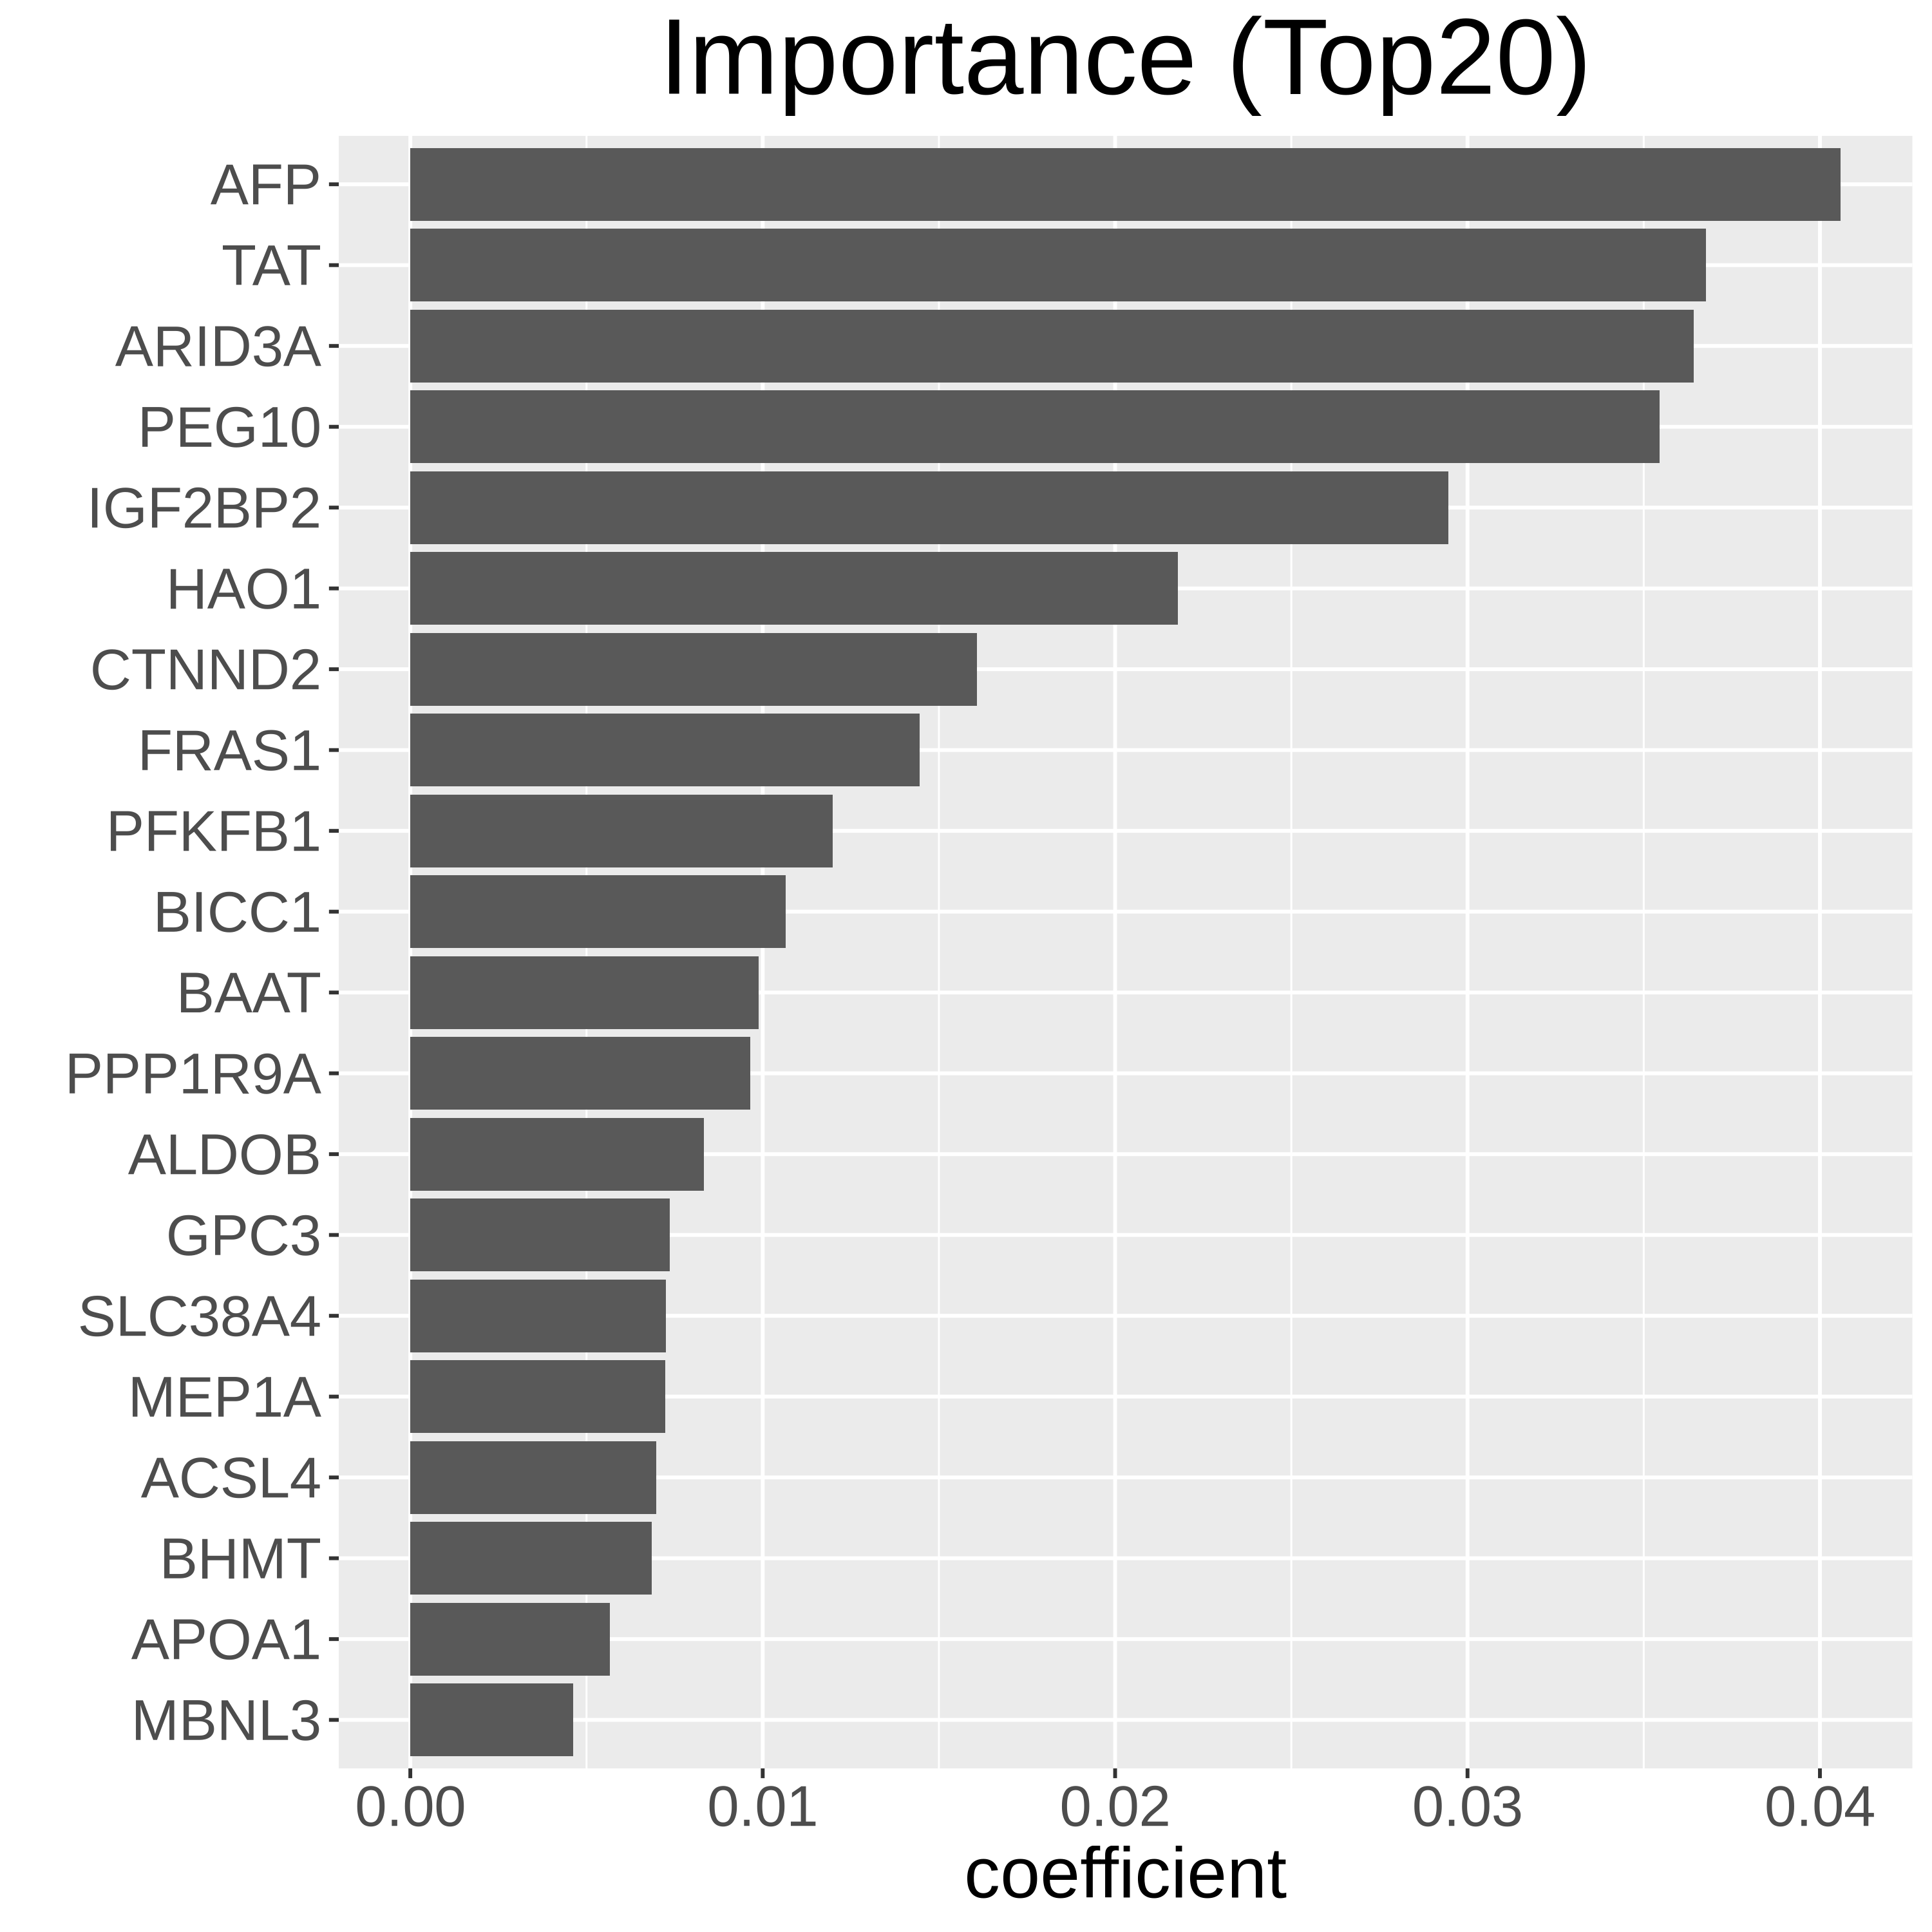 Importance (Top20)
AFP
TAT
ARID3A
PEG10
IGF2BP2
HAO1
CTNND2
FRAS1
PFKFB1
BICC1
BAAT
PPP1R9A
ALDOB
GPC3
SLC38A4
MEP1A
ACSL4
BHMT
APOA1
MBNL3
0.00 0.01 0.02 0.03 0.04
coefficient